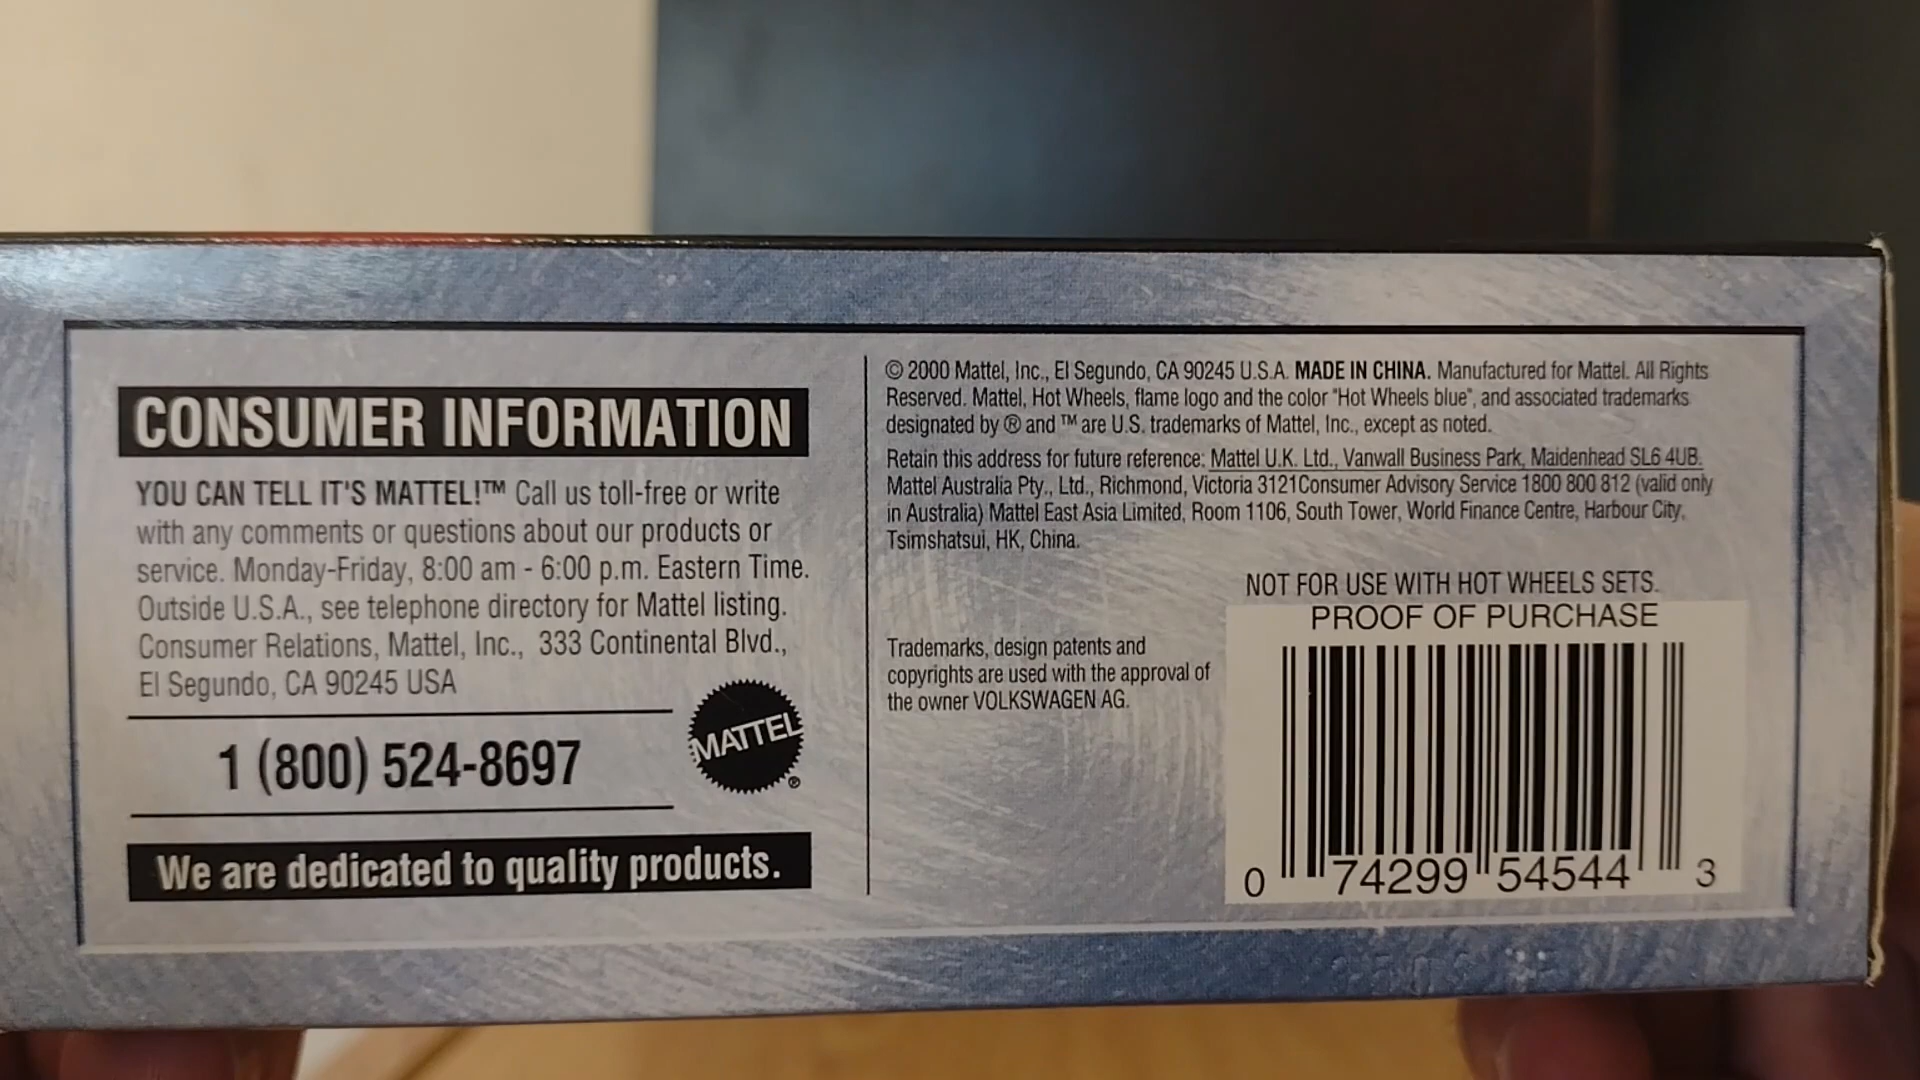 CONSUMER INFORMATION
YOU CAN TELL IT'S MATTEL!™ Call us toll-free or write
with any comments or questions about our products or
service. Monday-Friday, 8:00 am - 6:00 p.m. Eastern Time.
Outside U.S.A., see telephone directory for Mattel listing.
Consumer Relations, Mattel, Inc., 333 Continental Blvd.,
El Segundo, CA 90245 USA
1 (800) 524-8697
MATTEL®
We are dedicated to quality products.
© 2000 Mattel, Inc., El Segundo, CA 90245 U.S.A. MADE IN CHINA. Manufactured for Mattel. All Rights
Reserved. Mattel, Hot Wheels, flame logo and the color "Hot Wheels blue", and associated trademarks
designated by ® and ™ are U.S. trademarks of Mattel, Inc., except as noted.
Retain this address for future reference: Mattel U.K. Ltd., Vanwall Business Park, Maidenhead SL6 4UB.
Mattel Australia Pty., Ltd., Richmond, Victoria 3121Consumer Advisory Service 1800 800 812 (valid only
in Australia) Mattel East Asia Limited, Room 1106, South Tower, World Finance Centre, Harbour City,
Tsimshatsui, HK, China.
Trademarks, design patents and
copyrights are used with the approval of
the owner VOLKSWAGEN AG.
NOT FOR USE WITH HOT WHEELS SETS.
PROOF OF PURCHASE
0 74299 54544 3